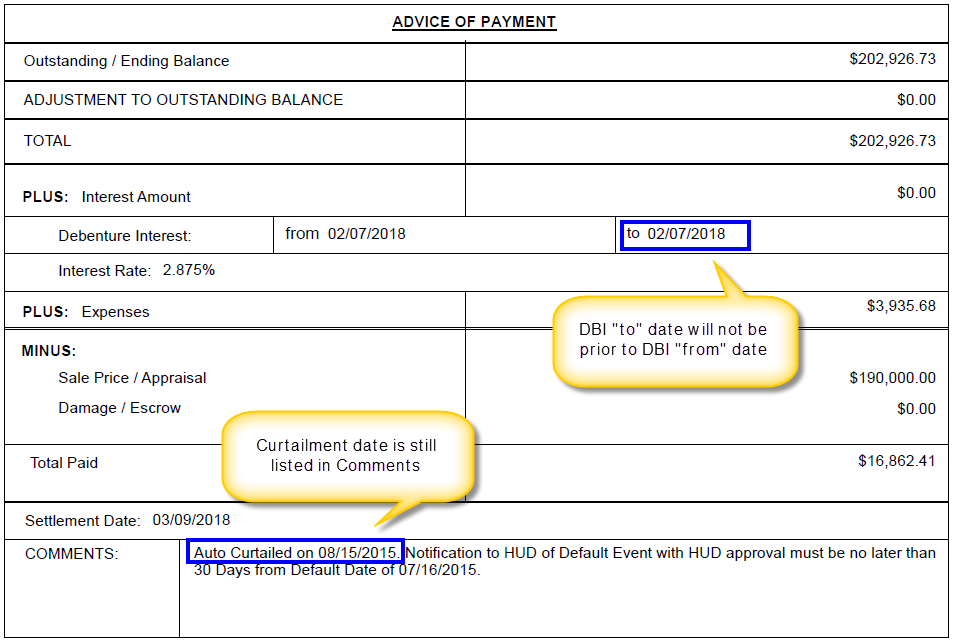 ADVICE OF PAYMENT
Outstanding / Ending Balance $202,926.73
ADJUSTMENT TO OUTSTANDING BALANCE $0.00
TOTAL $202,926.73
PLUS: Interest Amount $0.00
Debenture Interest: from 02/07/2018 to 02/07/2018
Interest Rate: 2.875%
PLUS: Expenses $3,935.68
DBI "to" date will not be
prior to DBI "from" date
MINUS:
Sale Price / Appraisal $190,000.00
Damage / Escrow $0.00
Curtailment date is still
listed in Comments
Total Paid $16,862.41
Settlement Date: 03/09/2018
COMMENTS: Auto Curtailed on 08/15/2015. Notification to HUD of Default Event with HUD approval must be no later than
30 Days from Default Date of 07/16/2015.